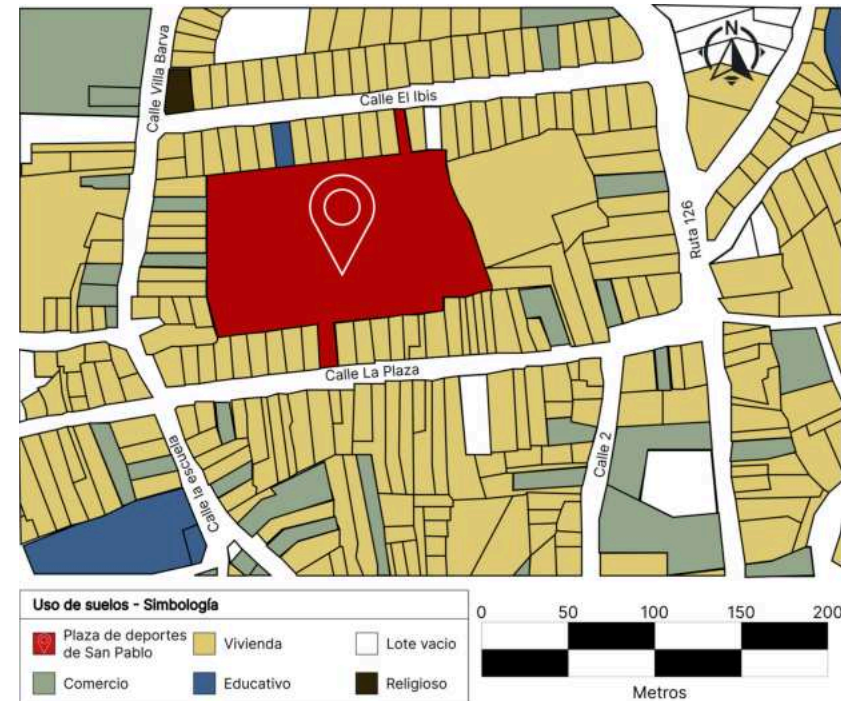 N
Calle Villa Barva
Calle El Ibis
Ruta 126
Calle La Plaza
Calle la escuela
Calle 2
Uso de suelos - Simbología
Plaza de deportes
de San Pablo
Vivienda
Lote vacio
Comercio
Educativo
Religioso
0 50 100 150 200
Metros